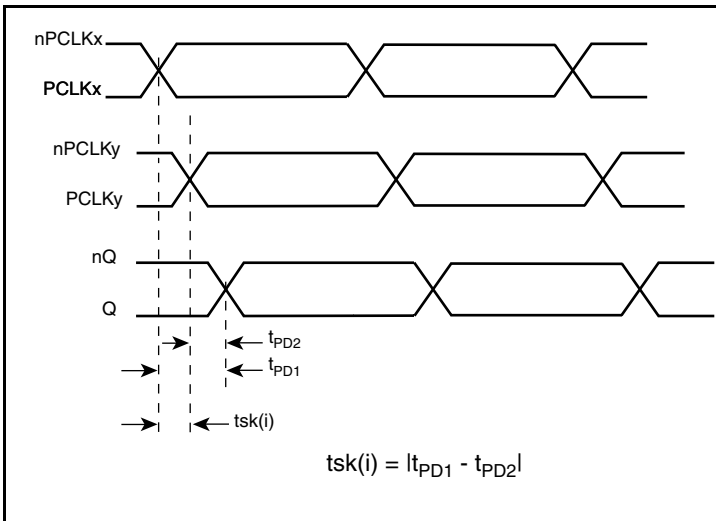 nPCLKx
PCLKx
nPCLKy
PCLKy
nQ
Q
tPD2
tPD1
tsk(i)
tsk(i) = |tPD1 - tPD2|